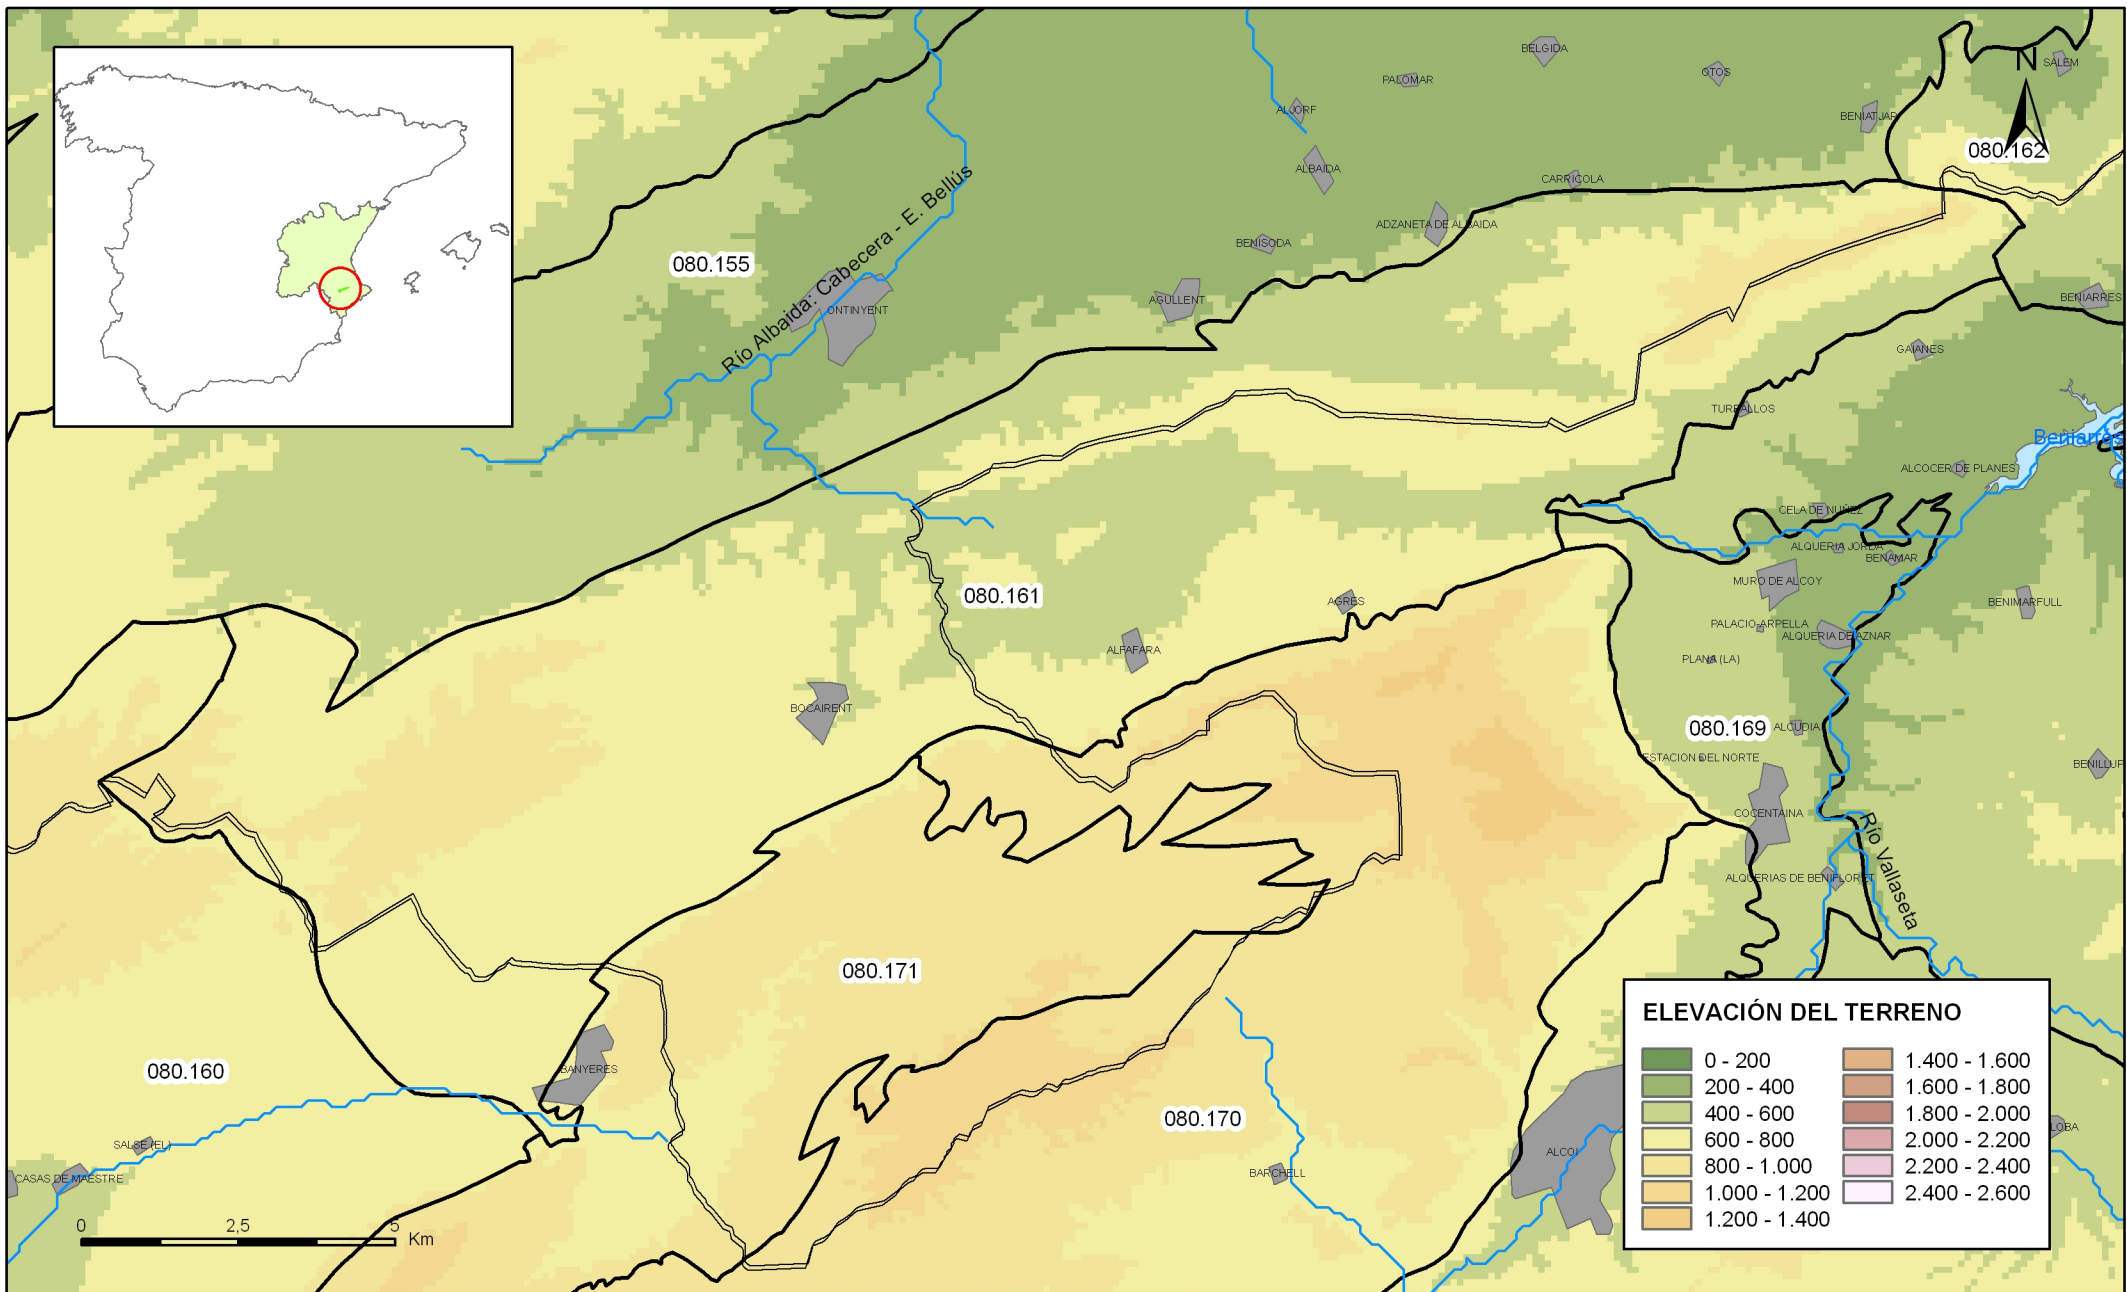 BELGIDA
PALOMAR
OTOS
SALEM
N
ALJORF
BENIATJAR
080.162
ALBAIDA
CARRICOLA
ADZANETA DE ALBAIDA
BENISODA
080.155
Río Albaida: Cabecera - E. Bellús
ONTINYENT
AGULLENT
BENIARRES
GAIANES
TURBALLOS
Beniarrés
ALCOCER DE PLANES
CELA DE NUÑEZ
ALQUERIA JORDA
BENAMAR
MURO DE ALCOY
080.161
AGRES
BENIMARFULL
PALACIO ARPELLA
ALQUERIA DE AZNAR
ALFAFARA
PLANA (LA)
BOCAIRENT
080.169
ALCUDIA
ESTACION DEL NORTE
BENILLUP
COCENTAINA
Río Vallaseta
ALQUERIAS DE BENIFLORET
080.171
080.160
BANYERES
080.170
SALSE (EL)
CASAS DE MAESTRE
BARCHELL
ALCOI
LOBA
0 2,5 5 Km
ELEVACIÓN DEL TERRENO
0 - 200
200 - 400
400 - 600
600 - 800
800 - 1.000
1.000 - 1.200
1.200 - 1.400
1.400 - 1.600
1.600 - 1.800
1.800 - 2.000
2.000 - 2.200
2.200 - 2.400
2.400 - 2.600